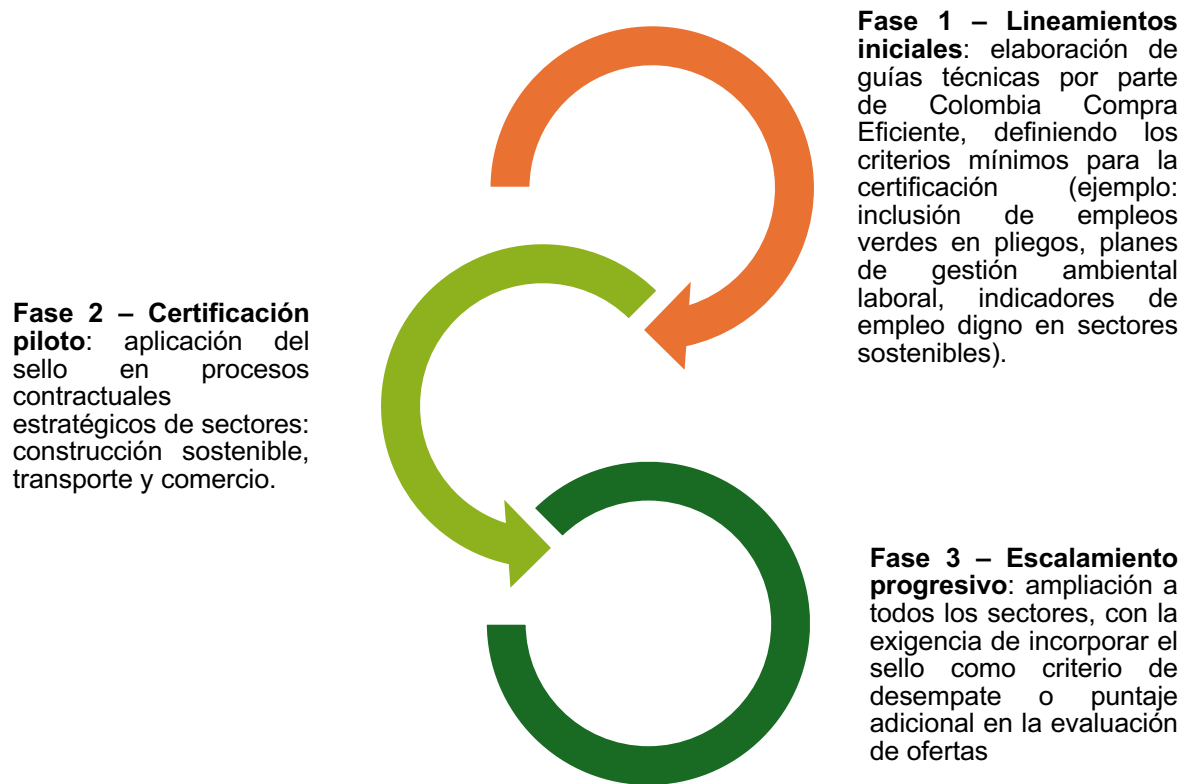 Fase 1 – Lineamientos
iniciales: elaboración de
guías técnicas por parte
de Colombia Compra
Eficiente, definiendo los
criterios mínimos para la
certificación (ejemplo:
inclusión de empleos
verdes en pliegos, planes
de gestión ambiental
laboral, indicadores de
empleo digno en sectores
sostenibles).
Fase 2 – Certificación
piloto: aplicación del
sello en procesos
contractuales
estratégicos de sectores:
construcción sostenible,
transporte y comercio.
Fase 3 – Escalamiento
progresivo: ampliación a
todos los sectores, con la
exigencia de incorporar el
sello como criterio de
desempate o puntaje
adicional en la evaluación
de ofertas